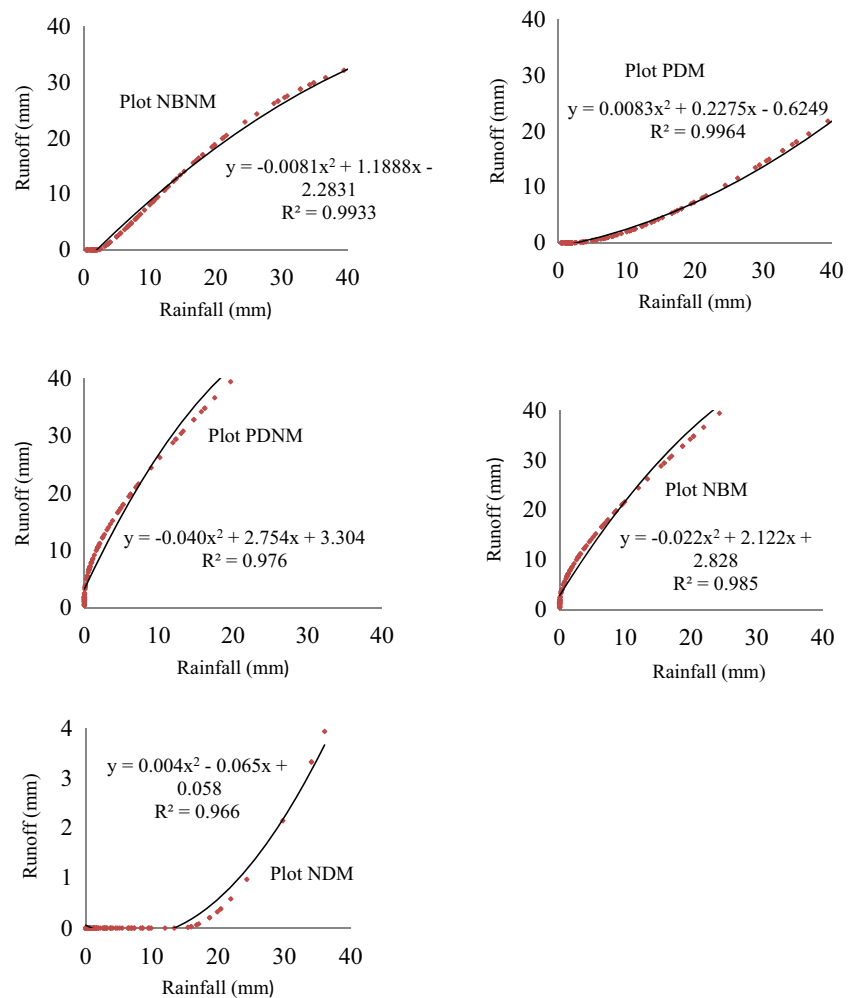 40
30
20
10
0
Runoff (mm)
Plot NBNM
y = -0.0081x² + 1.1888x -
2.2831
R² = 0.9933
0 10 20 30 40
Rainfall (mm)
40
30
20
10
0
Runoff (mm)
Plot PDM
y = 0.0083x² + 0.2275x - 0.6249
R² = 0.9964
0 10 20 30 40
Rainfall (mm)
40
30
20
10
0
Runoff (mm)
Plot PDNM
y = -0.040x² + 2.754x + 3.304
R² = 0.976
0 10 20 30 40
Rainfall (mm)
40
30
20
10
0
Runoff (mm)
Plot NBM
y = -0.022x² + 2.122x +
2.828
R² = 0.985
0 10 20 30 40
Rainfall (mm)
4
3
2
1
0
Runoff (mm)
y = 0.004x² - 0.065x +
0.058
R² = 0.966
Plot NDM
0 10 20 30 40
Rainfall (mm)